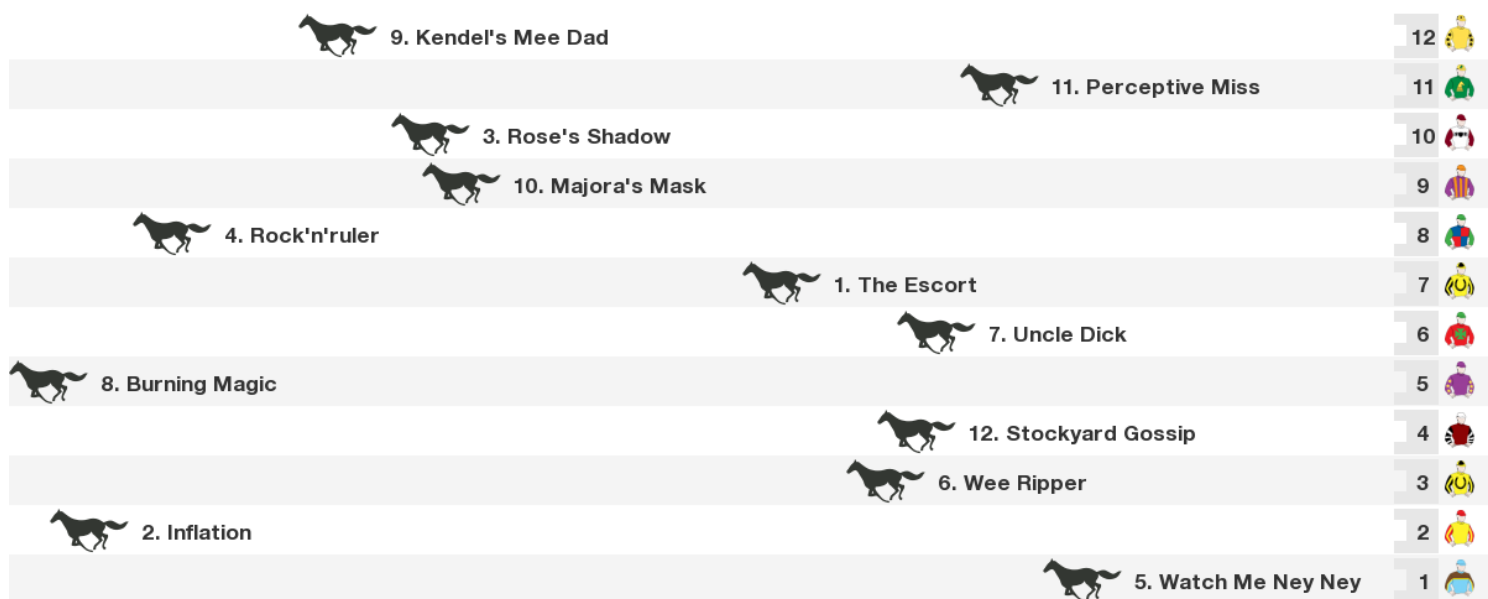 9. Kendel's Mee Dad 12
11. Perceptive Miss 11
3. Rose's Shadow 10
10. Majora's Mask 9
4. Rock'n'ruler 8
1. The Escort 7
7. Uncle Dick 6
8. Burning Magic 5
12. Stockyard Gossip 4
6. Wee Ripper 3
2. Inflation 2
5. Watch Me Ney Ney 1